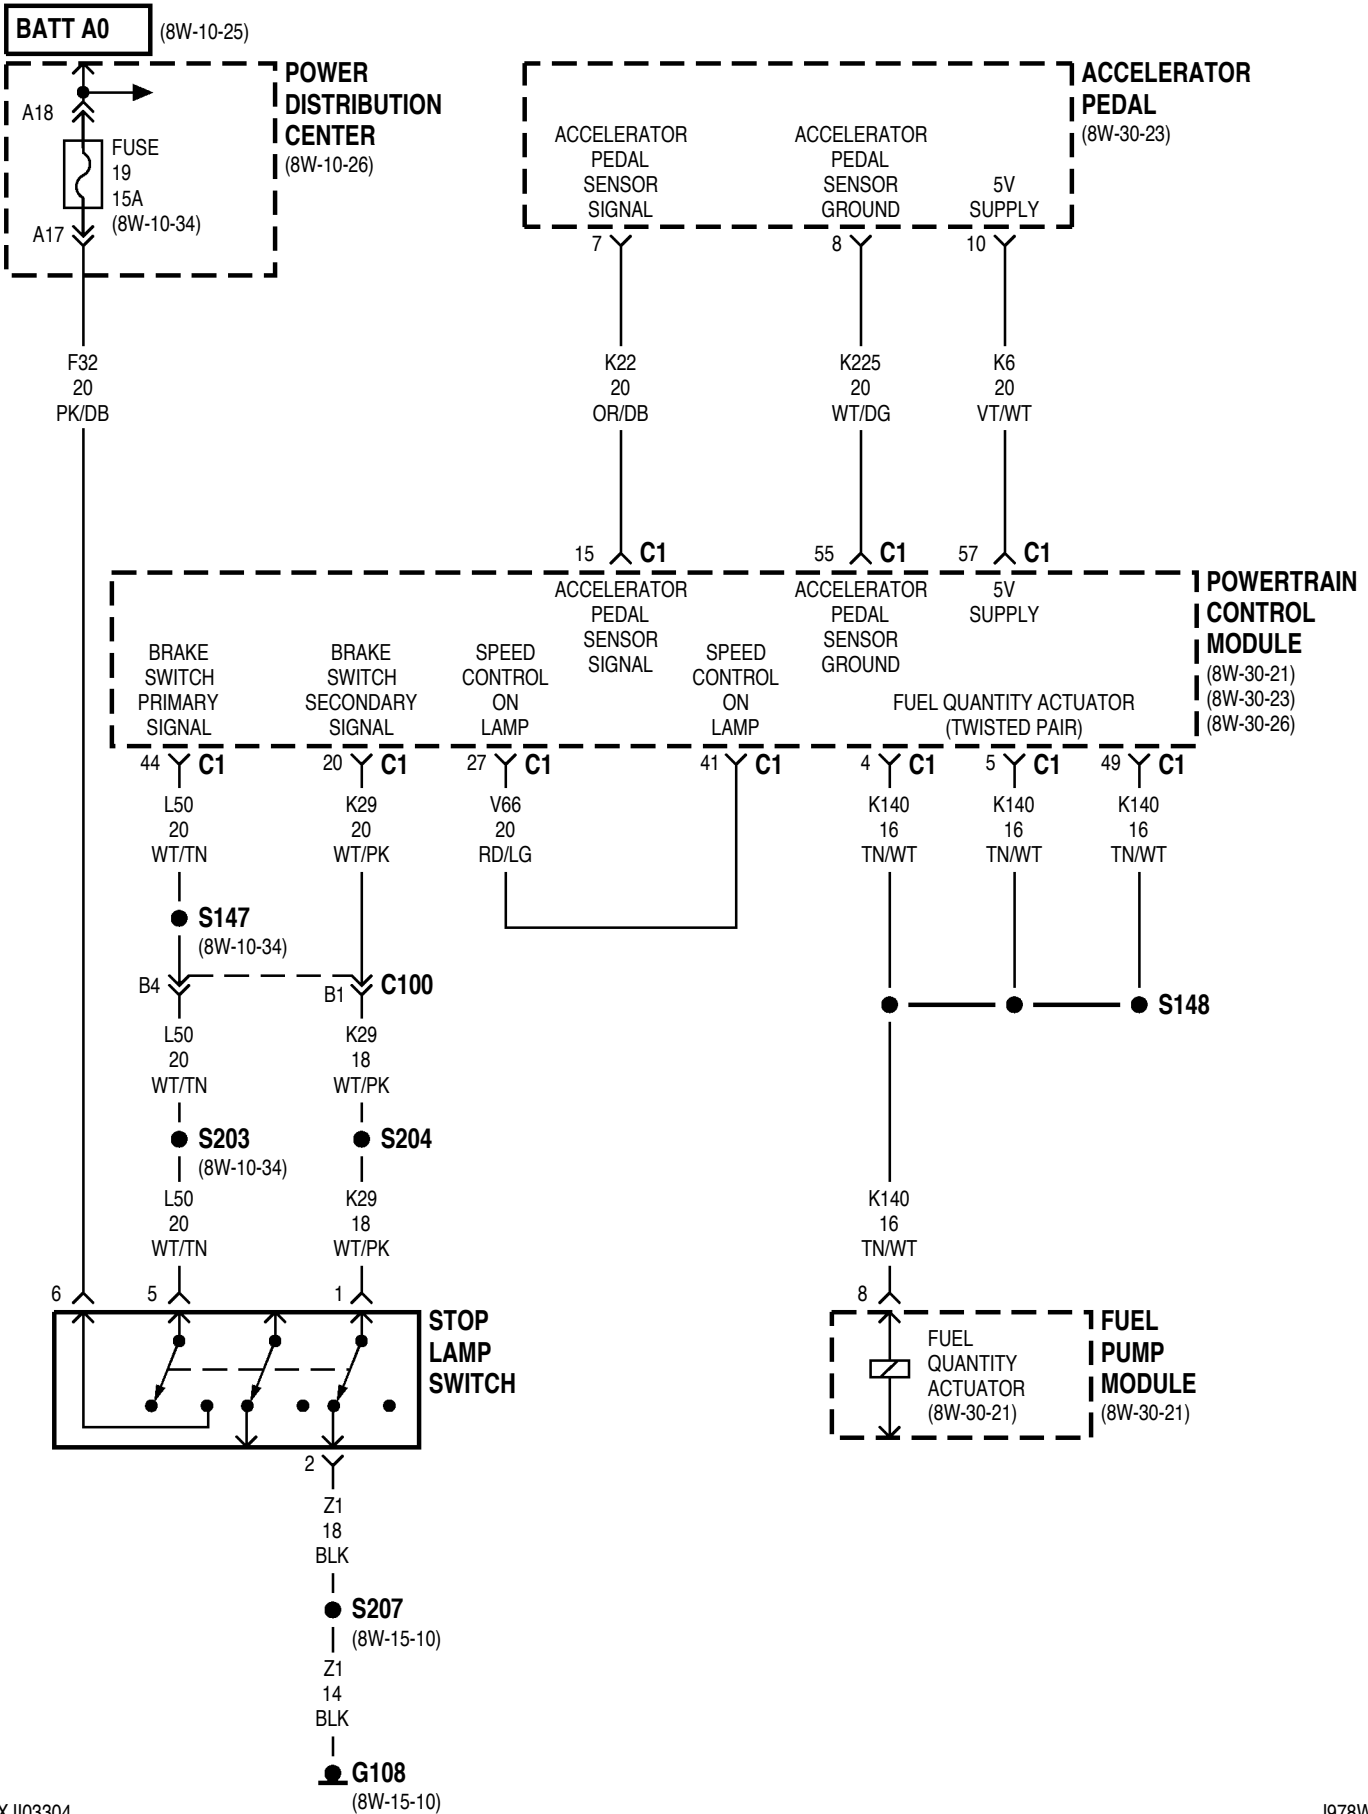 BATT A0
(8W-10-25)
POWER
DISTRIBUTION
CENTER
(8W-10-26)
A18
FUSE
19
15A
(8W-10-34)
A17
ACCELERATOR
PEDAL
(8W-30-23)
ACCELERATOR
PEDAL
SENSOR
SIGNAL
ACCELERATOR
PEDAL
SENSOR
GROUND
5V
SUPPLY
7
8
10
F32
20
PK/DB
K22
20
OR/DB
K225
20
WT/DG
K6
20
VT/WT
15 C1
55 C1
57 C1
ACCELERATOR
PEDAL
SENSOR
SIGNAL
ACCELERATOR
PEDAL
SENSOR
GROUND
5V
SUPPLY
POWERTRAIN
CONTROL
MODULE
(8W-30-21)
(8W-30-23)
(8W-30-26)
BRAKE
SWITCH
PRIMARY
SIGNAL
BRAKE
SWITCH
SECONDARY
SIGNAL
SPEED
CONTROL
ON
LAMP
SPEED
CONTROL
ON
LAMP
FUEL QUANTITY ACTUATOR
(TWISTED PAIR)
44 C1
20 C1
27 C1
41 C1
4 C1
5 C1
49 C1
L50
20
WT/TN
K29
20
WT/PK
V66
20
RD/LG
K140
16
TN/WT
K140
16
TN/WT
K140
16
TN/WT
S147
(8W-10-34)
B4
B1
C100
S148
L50
20
WT/TN
K29
18
WT/PK
S203
(8W-10-34)
S204
L50
20
WT/TN
K29
18
WT/PK
K140
16
TN/WT
6
5
1
8
STOP
LAMP
SWITCH
FUEL
QUANTITY
ACTUATOR
(8W-30-21)
FUEL
PUMP
MODULE
(8W-30-21)
2
Z1
18
BLK
S207
(8W-15-10)
Z1
14
BLK
G108
(8W-15-10)